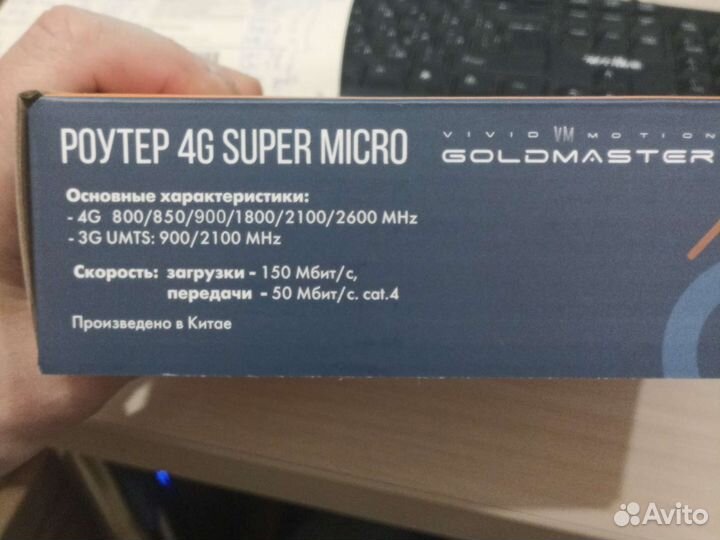 РОУТЕР 4G SUPER MICRO
VIVID VM MOTION
GOLDMASTER
Основные характеристики:
- 4G 800/850/900/1800/2100/2600 MHz
- 3G UMTS: 900/2100 MHz
Скорость: загрузки - 150 Мбит/с,
передачи - 50 Мбит/с. cat.4
Произведено в Китае
Avito